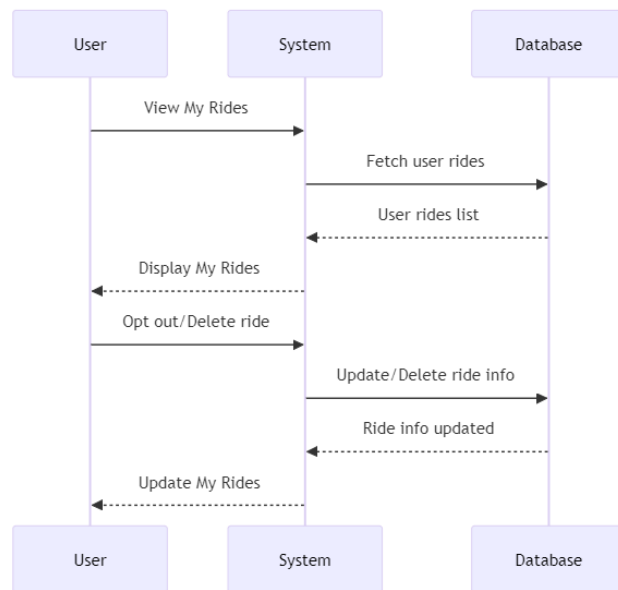 User
System
Database
View My Rides
Fetch user rides
User rides list
Display My Rides
Opt out/Delete ride
Update/Delete ride info
Ride info updated
Update My Rides
User
System
Database